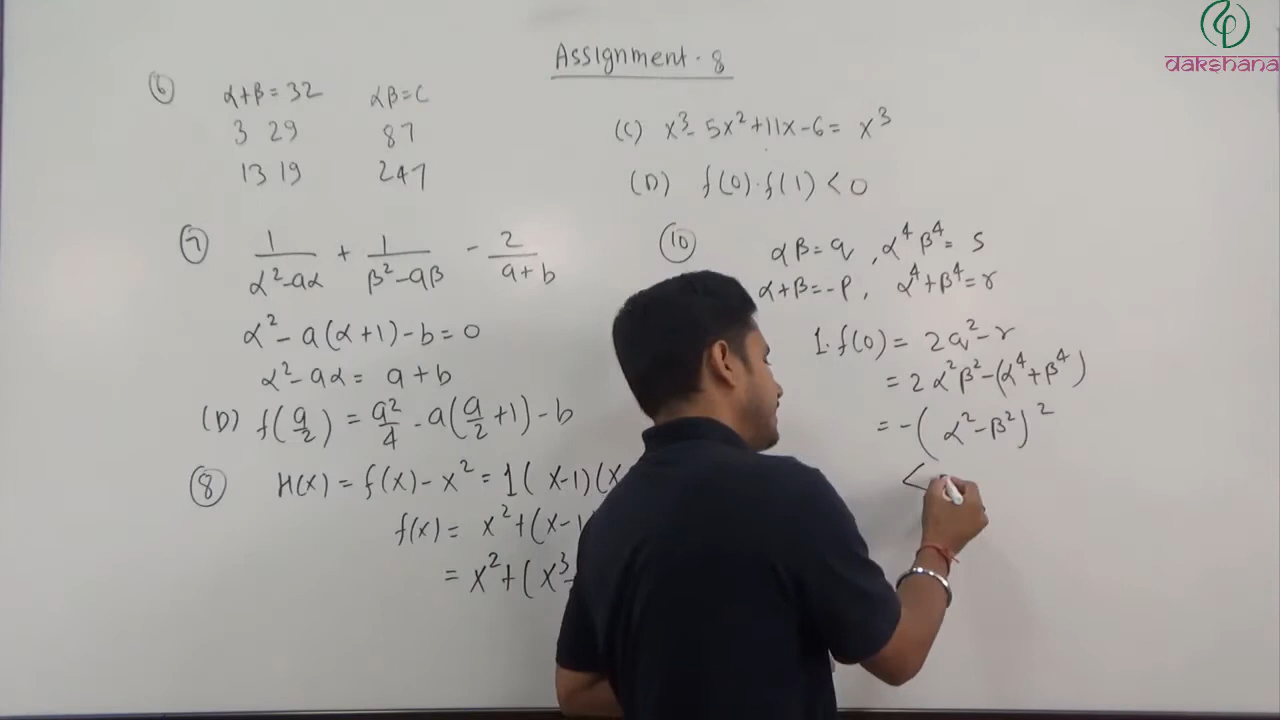 dakshana
Assignment - 8
⑥ α+β=32 αβ=C
3 29 87
13 19 247
⑦ 1/(α²-aα) + 1/(β²-aβ) - 2/(a+b)
α²-a(α+1)-b=0
α²-aα= a+b
(D) f(a/2) = a²/4 - a(a/2+1)-b
⑧ H(x) = f(x)-x² = 1(x-1)(x
f(x)= x²+(x-1
= x²+(x³-
(C) x³-5x²+11x-6= x³
(D) f(0)·f(1)<0
⑩ αβ=q, α⁴β⁴= s
α+β=-p, α⁴+β⁴=r
1·f(0)= 2q²-r
= 2α²β²-(α⁴+β⁴)
= -(α²-β²)²
<